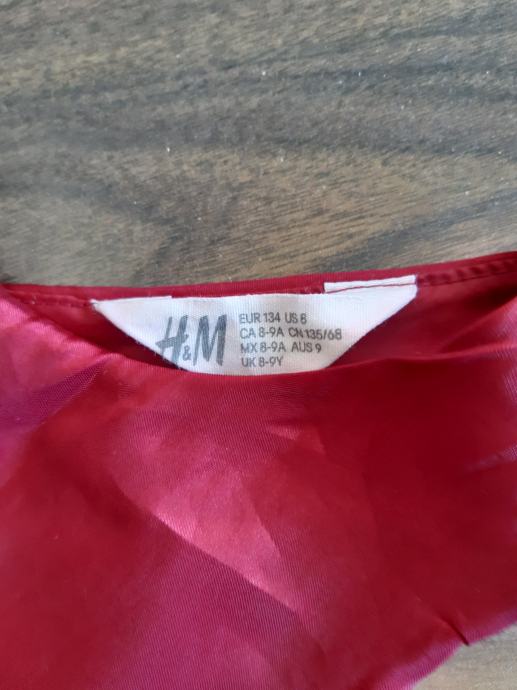 H&M
EUR 134 US 8
CA 8-9A CN 135/68
MX 8-9A AUS 9
UK 8-9Y